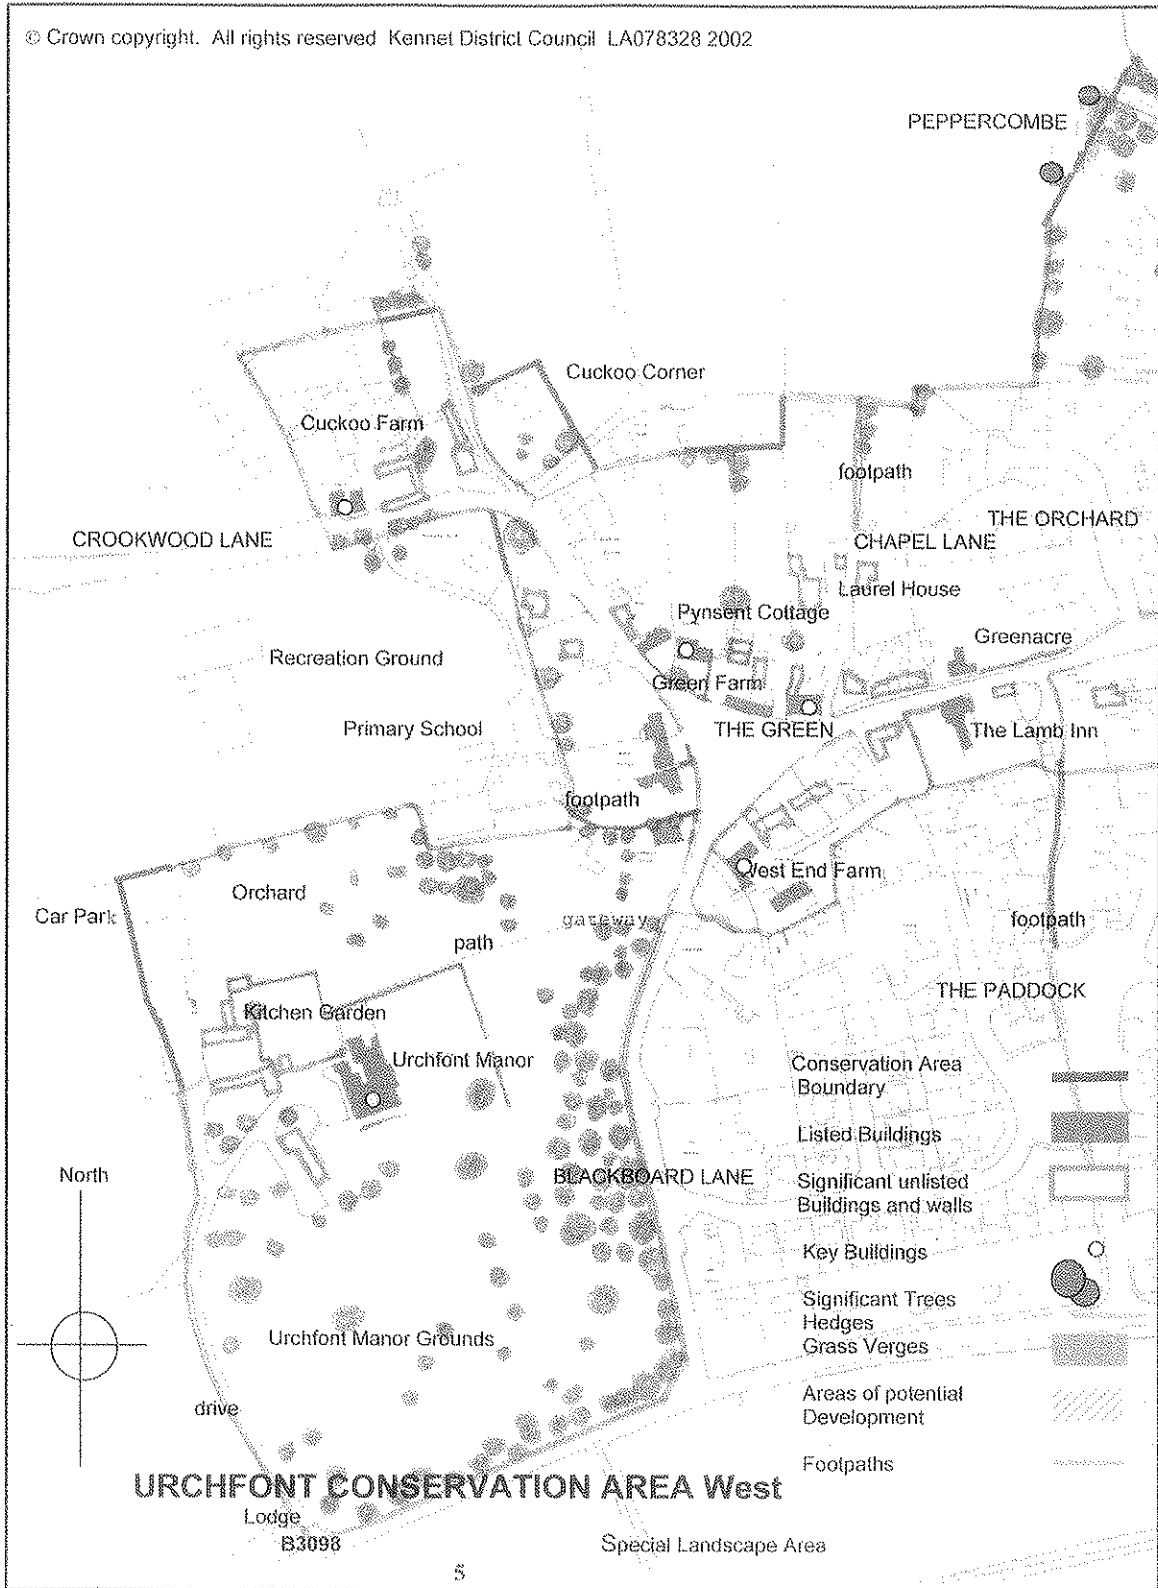 © Crown copyright. All rights reserved Kennet District Council LA078328 2002
PEPPERCOMBE
Cuckoo Corner
Cuckoo Farm
footpath
THE ORCHARD
CROOKWOOD LANE
CHAPEL LANE
Laurel House
Pynsent Cottage
Greenacre
Recreation Ground
Green Farm
Primary School
THE GREEN
The Lamb Inn
footpath
West End Farm
Orchard
Car Park
gateway
footpath
path
THE PADDOCK
Kitchen Garden
Urchfont Manor
Conservation Area
Boundary
Listed Buildings
BLACKBOARD LANE
North
Significant unlisted
Buildings and walls
Key Buildings
Significant Trees
Hedges
Urchfont Manor Grounds
Grass Verges
Areas of potential
Development
drive
Footpaths
URCHFONT CONSERVATION AREA West
Lodge
B3098
Special Landscape Area
5